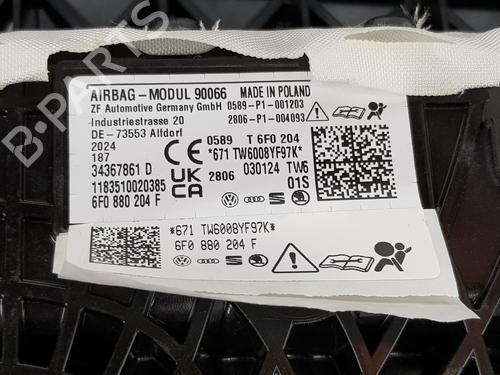 AIRBAG - MODUL 90066 MADE IN POLAND
ZF Automotive Germany GmbH 0589-P1-001203
Industriestrasse 20 2806-P1-004093
DE - 73553 Alfdorf
2024 0589 T 6F0 204
187 *671 TW6008YF97K*
34367861 D 030124 TW6
1183510020385 UK CA 2806 01S
6F0 880 204 F
*671 TW6008YF97K*
6F0 880 204 F
B-PARTS